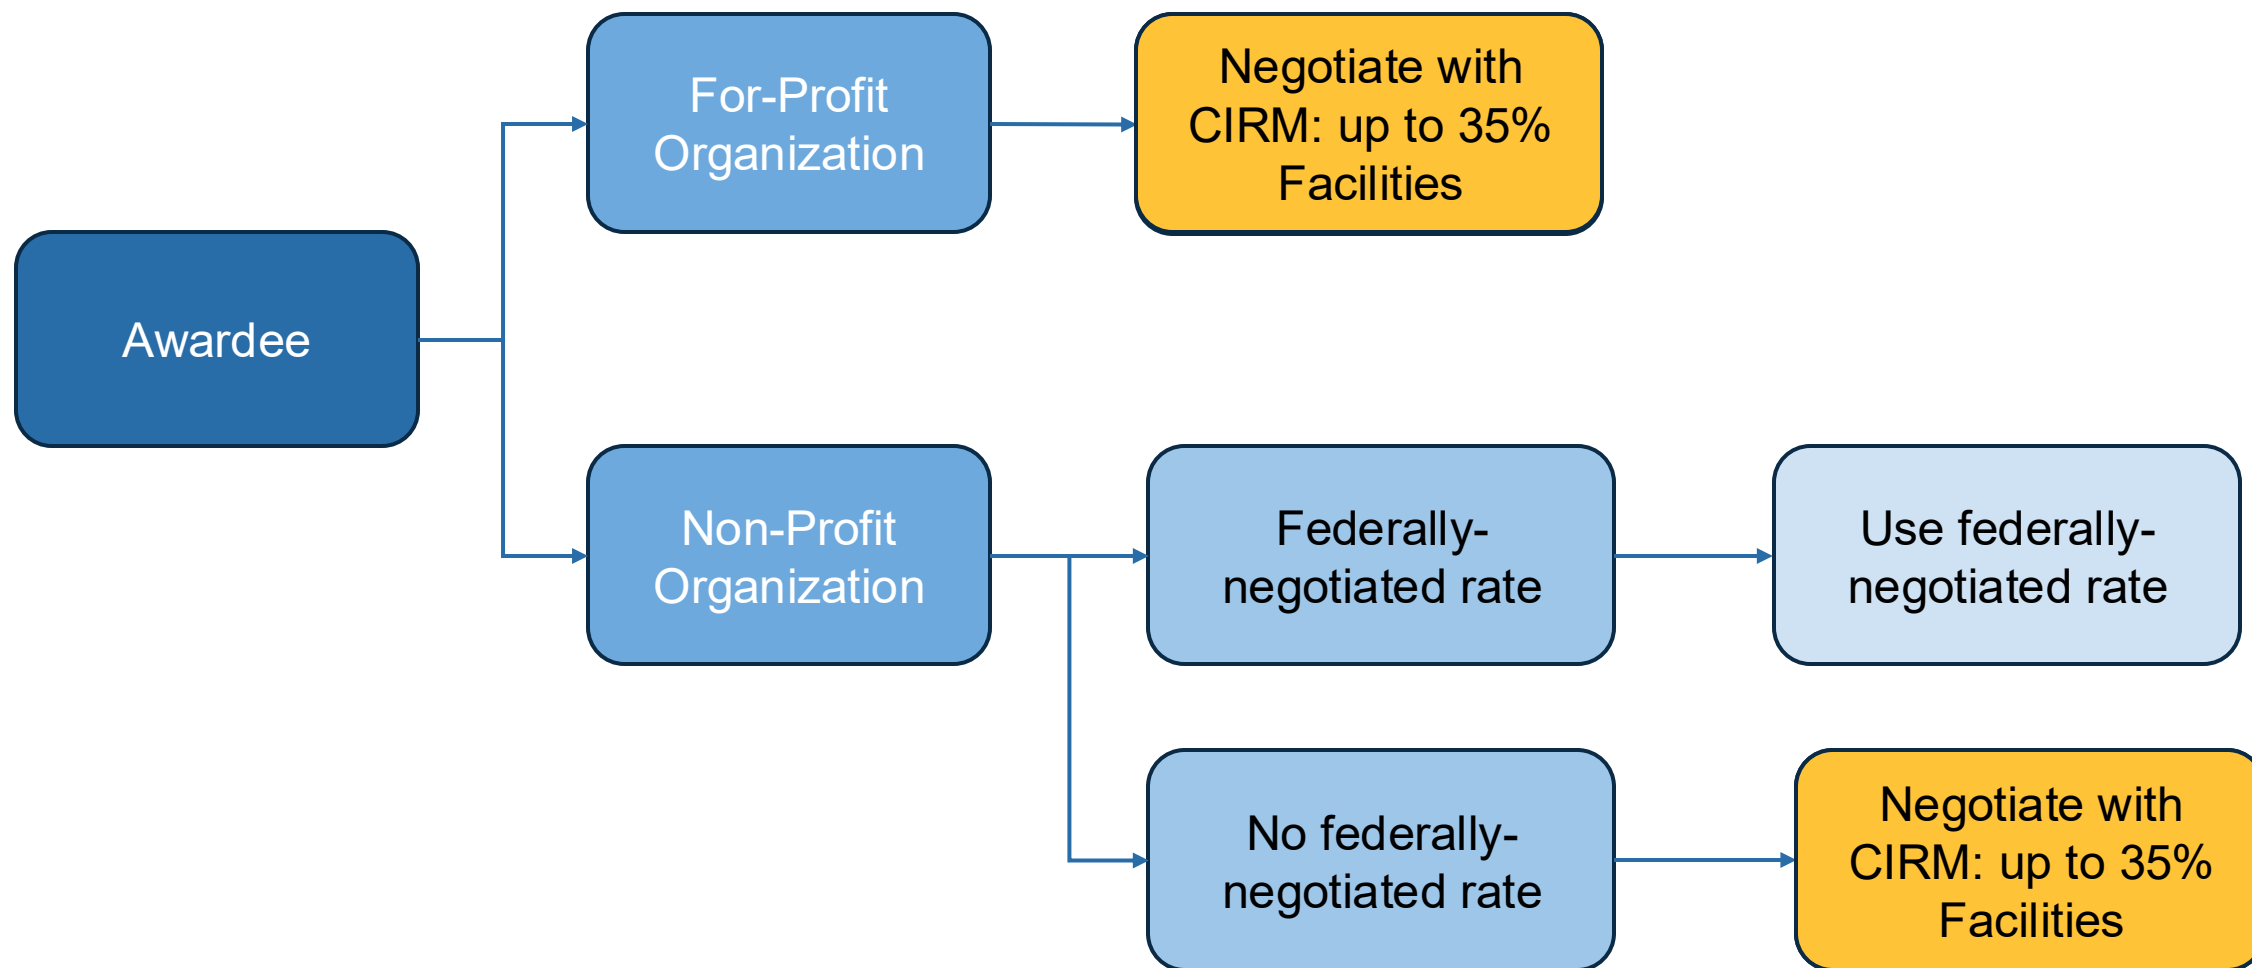 For-Profit
Organization
Negotiate with
CIRM: up to 35%
Facilities
Awardee
Non-Profit
Organization
Federally-
negotiated rate
Use federally-
negotiated rate
No federally-
negotiated rate
Negotiate with
CIRM: up to 35%
Facilities